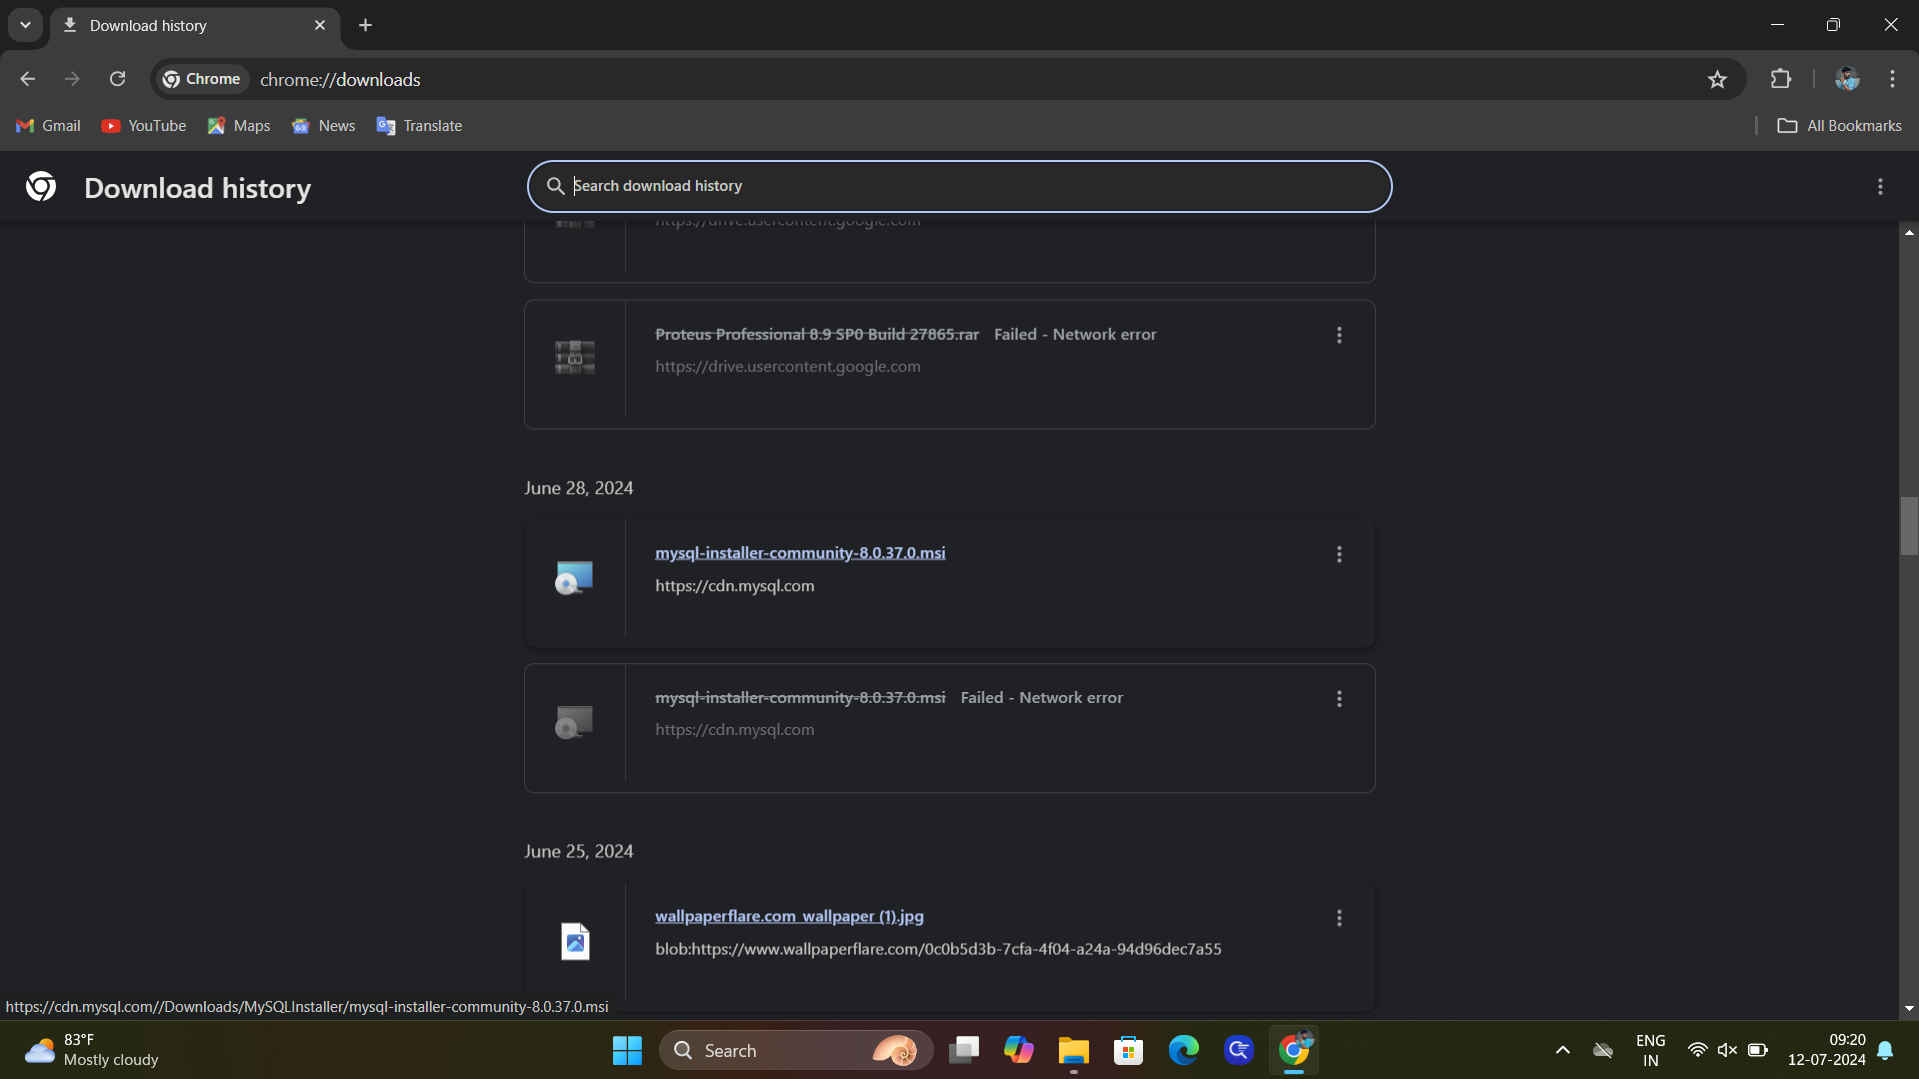 Download history
Chrome chrome://downloads
Gmail YouTube Maps News Translate All Bookmarks
Download history
Search download history
https://drive.usercontent.google.com
Proteus Professional 8.9 SP0 Build 27865.rar Failed - Network error
https://drive.usercontent.google.com
June 28, 2024
mysql-installer-community-8.0.37.0.msi
https://cdn.mysql.com
mysql-installer-community-8.0.37.0.msi Failed - Network error
https://cdn.mysql.com
June 25, 2024
wallpaperflare.com_wallpaper (1).jpg
blob:https://www.wallpaperflare.com/0c0b5d3b-7cfa-4f04-a24a-94d96dec7a55
https://cdn.mysql.com//Downloads/MySQLInstaller/mysql-installer-community-8.0.37.0.msi
83°F
Mostly cloudy
Search
ENG
IN
09:20
12-07-2024